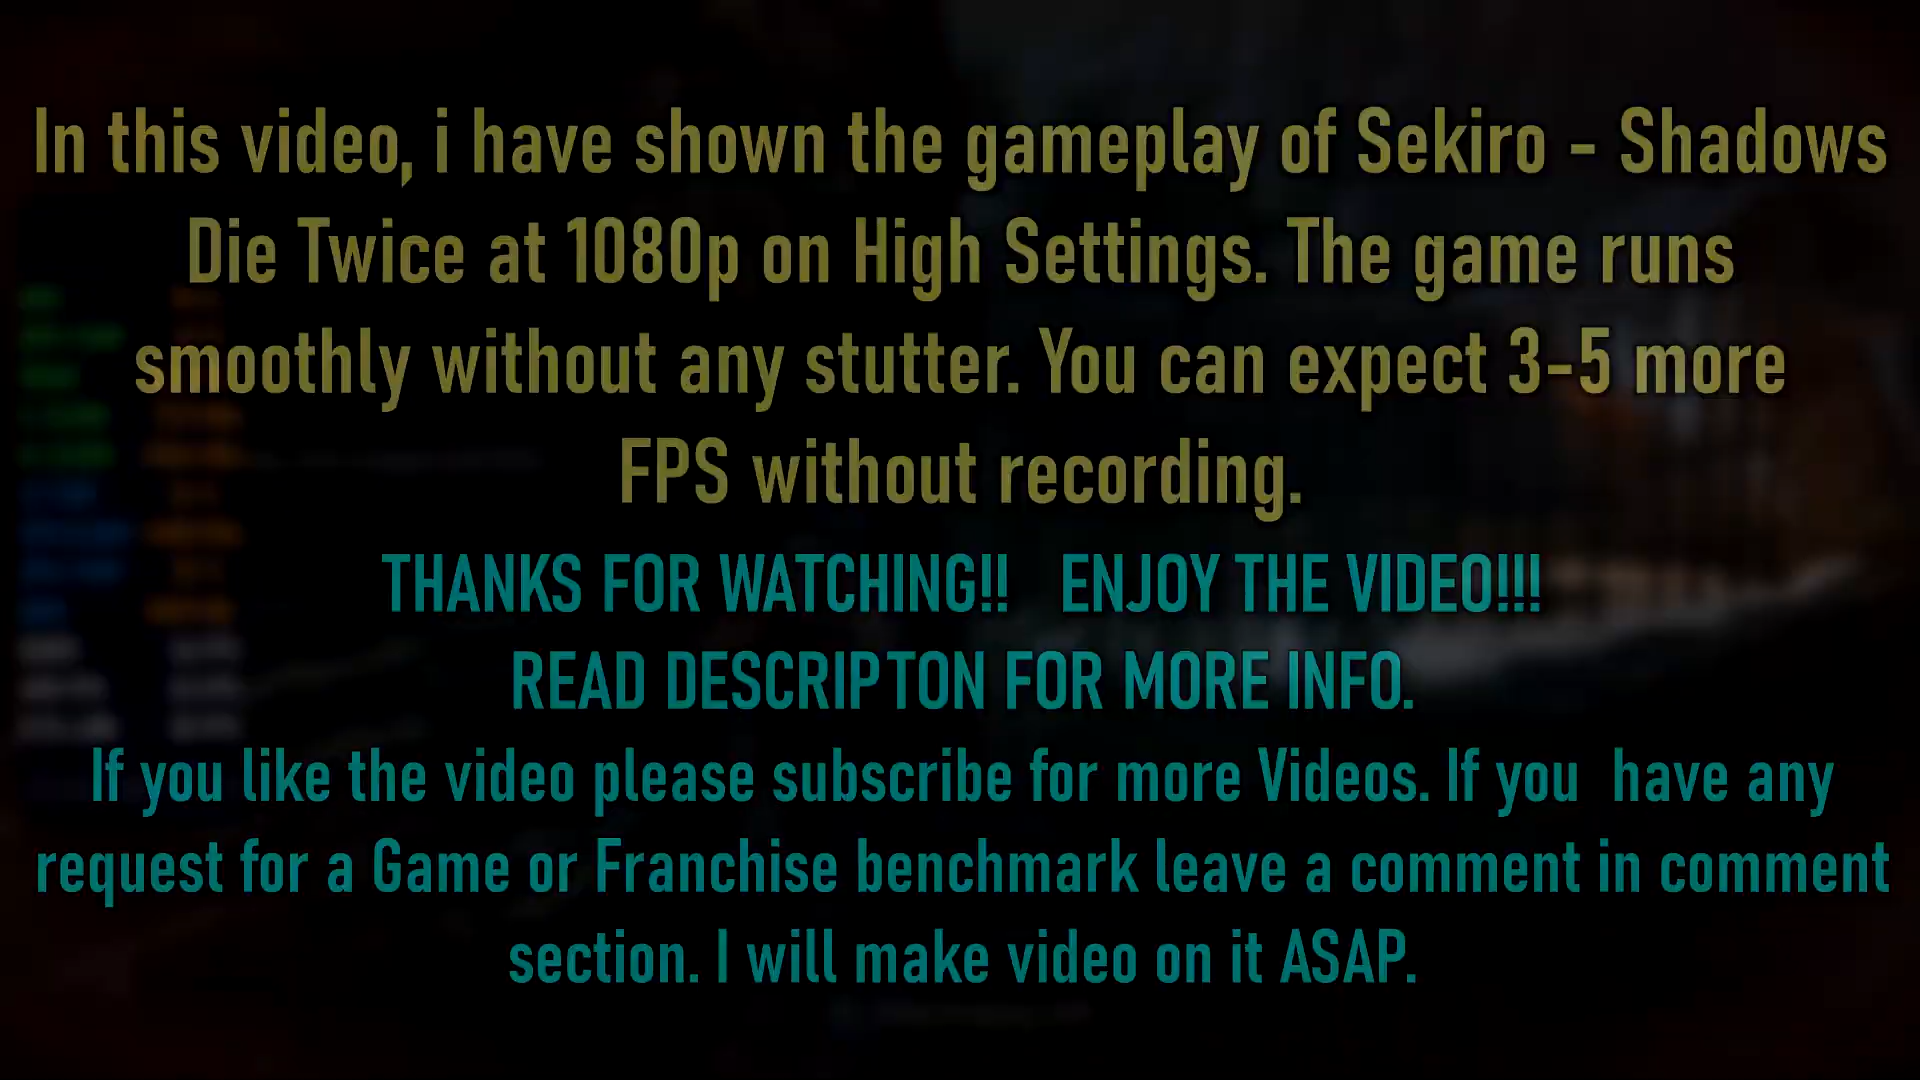 In this video, i have shown the gameplay of Sekiro - Shadows
Die Twice at 1080p on High Settings. The game runs
smoothly without any stutter. You can expect 3-5 more
FPS without recording.
THANKS FOR WATCHING!! ENJOY THE VIDEO!!!
READ DESCRIPTON FOR MORE INFO.
If you like the video please subscribe for more Videos. If you have any
request for a Game or Franchise benchmark leave a comment in comment
section. I will make video on it ASAP.